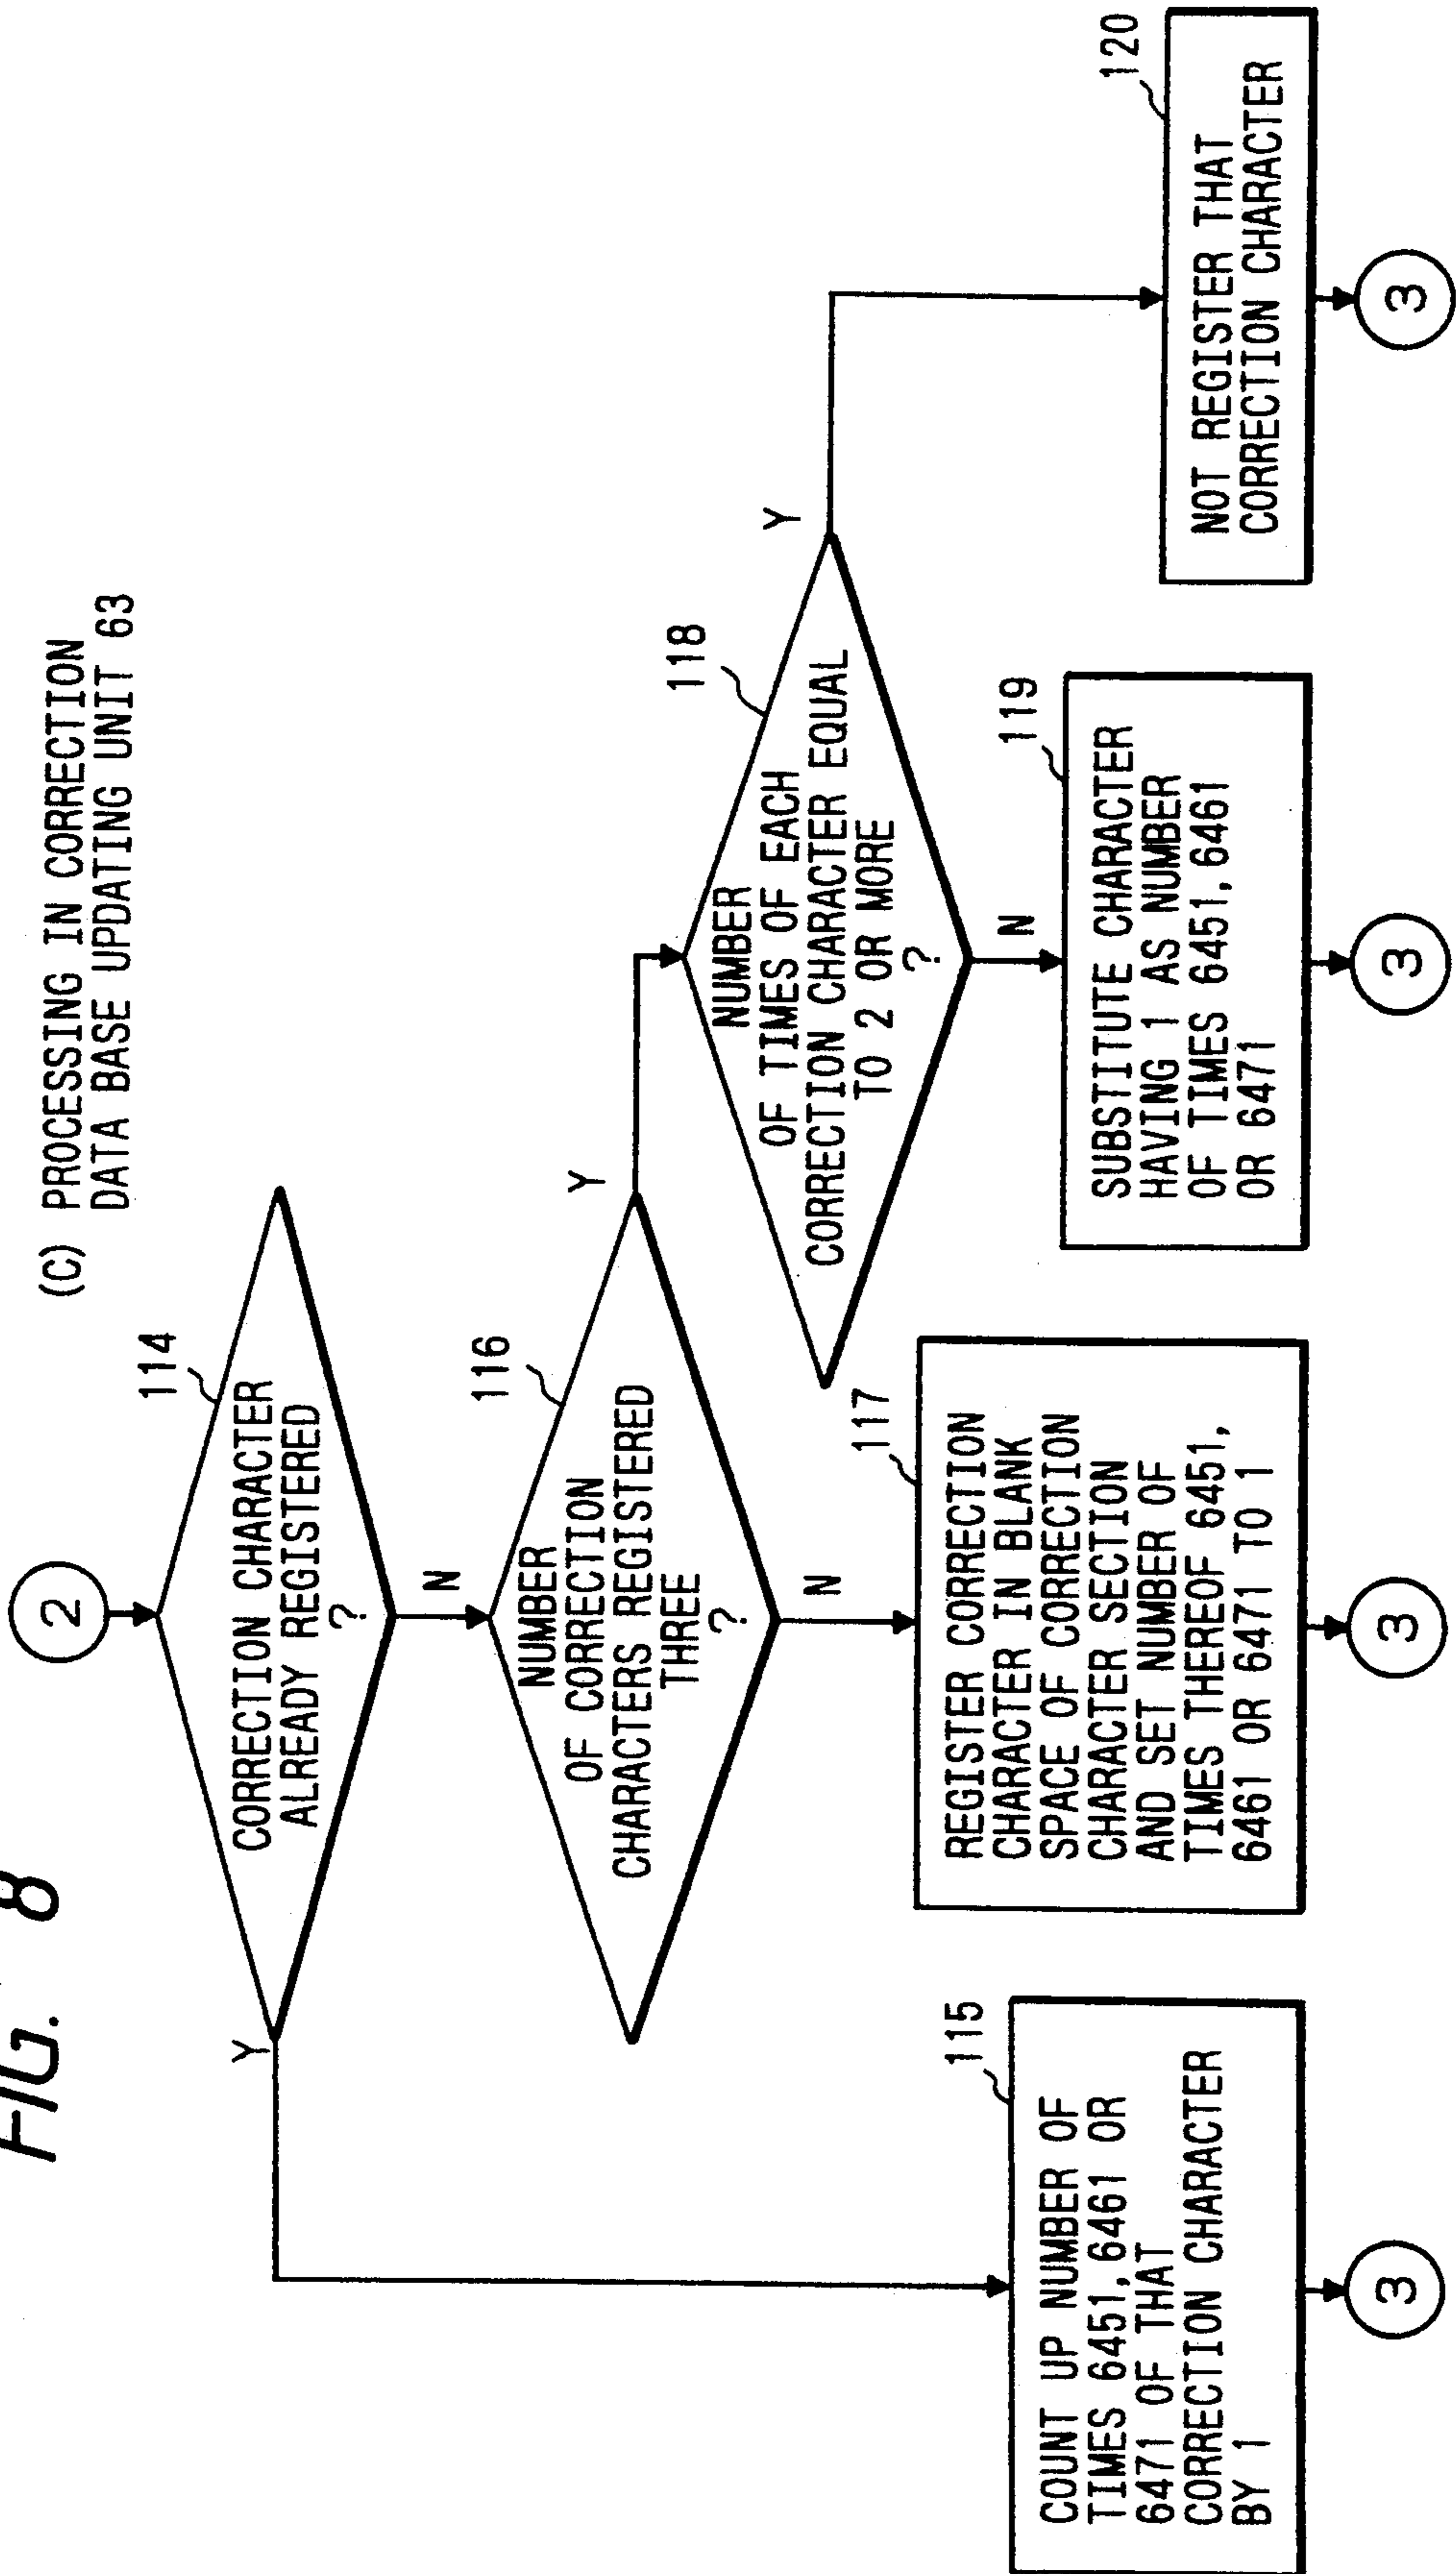 FIG. 8
(C) PROCESSING IN CORRECTION
DATA BASE UPDATING UNIT 63
2
114
CORRECTION CHARACTER
ALREADY REGISTERED
?
Y
N
116
NUMBER
OF CORRECTION
CHARACTERS REGISTERED
THREE
?
Y
N
118
NUMBER
OF TIMES OF EACH
CORRECTION CHARACTER EQUAL
TO 2 OR MORE
?
Y
N
115
COUNT UP NUMBER OF
TIMES 6451,6461 OR
6471 OF THAT
CORRECTION CHARACTER
BY 1
3
117
REGISTER CORRECTION
CHARACTER IN BLANK
SPACE OF CORRECTION
CHARACTER SECTION
AND SET NUMBER OF
TIMES THEREOF 6451,
6461 OR 6471 TO 1
3
119
SUBSTITUTE CHARACTER
HAVING 1 AS NUMBER
OF TIMES 6451,6461
OR 6471
3
120
NOT REGISTER THAT
CORRECTION CHARACTER
3